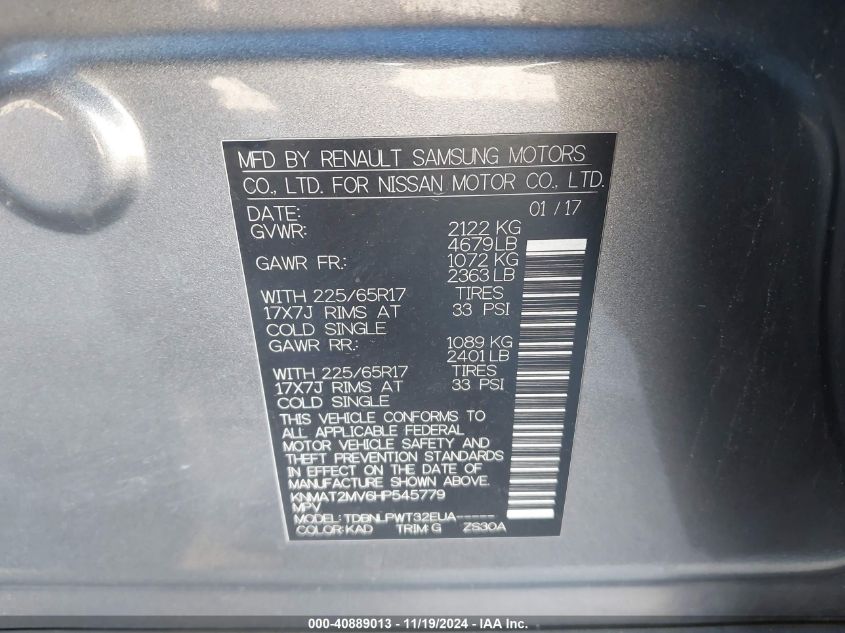 MFD BY RENAULT SAMSUNG MOTORS
CO., LTD. FOR NISSAN MOTOR CO., LTD.
DATE: 01 / 17
GVWR: 2122 KG
4679LB
GAWR FR.: 1072 KG
2363 LB
WITH 225/65R17 TIRES
17X7J RIMS AT 33 PSI
COLD SINGLE
GAWR RR.: 1089 KG
2401 LB
WITH 225/65R17 TIRES
17X7J RIMS AT 33 PSI
COLD SINGLE
THIS VEHICLE CONFORMS TO
ALL APPLICABLE FEDERAL
MOTOR VEHICLE SAFETY AND
THEFT PREVENTION STANDARDS
IN EFFECT ON THE DATE OF
MANUFACTURE SHOWN ABOVE.
KNMAT2MV6HP545779
MPV
MODEL: TDBNLPWT32EUA-----
COLOR: KAD TRIM: G ZS30A
000-40889013 - 11/19/2024 - IAA Inc.